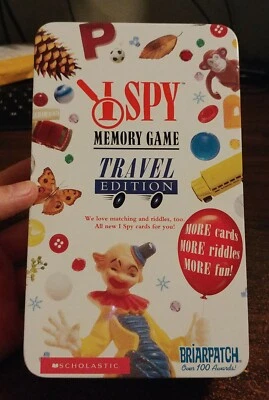 P
I SPY™
MEMORY GAME
TRAVEL
EDITION
We love matching and riddles, too.
All new I Spy cards for you!
MORE cards
MORE riddles
MORE fun!
SCHOLASTIC
BRIARPATCH
Over 100 Awards!